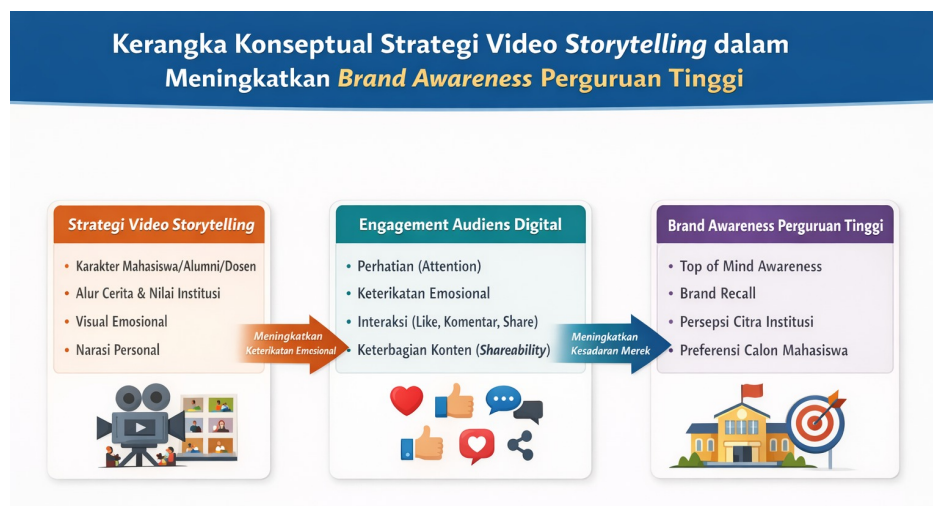 Kerangka Konseptual Strategi Video Storytelling dalam
Meningkatkan Brand Awareness Perguruan Tinggi
Strategi Video Storytelling
• Karakter Mahasiswa/Alumni/Dosen
• Alur Cerita & Nilai Institusi
• Visual Emosional
• Narasi Personal
Meningkatkan
Keterikatan Emesional
Engagement Audiens Digital
• Perhatian (Attention)
• Keterikatan Emosional
• Interaksi (Like, Komentar, Share)
• Keterbagian Konten (Shareability)
Meningkatkan
Kesadaran Merek
Brand Awareness Perguruan Tinggi
• Top of Mind Awareness
• Brand Recall
• Persepsi Citra Institusi
• Preferensi Calon Mahasiswa